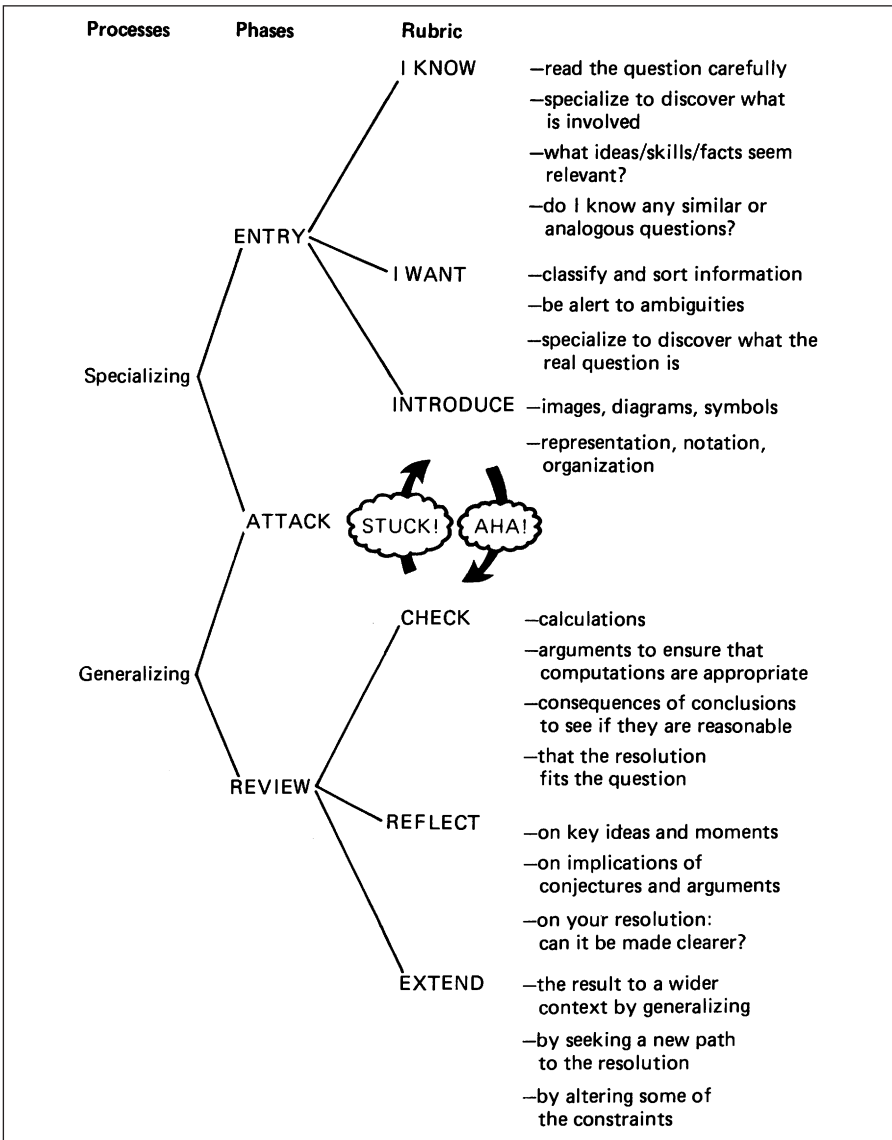 Processes Phases Rubric
I KNOW
—read the question carefully
—specialize to discover what
is involved
—what ideas/skills/facts seem
relevant?
—do I know any similar or
analogous questions?
ENTRY
I WANT
—classify and sort information
—be alert to ambiguities
—specialize to discover what the
real question is
Specializing
INTRODUCE
—images, diagrams, symbols
—representation, notation,
organization
ATTACK
STUCK!
AHA!
CHECK
—calculations
—arguments to ensure that
computations are appropriate
—consequences of conclusions
to see if they are reasonable
—that the resolution
fits the question
Generalizing
REVIEW
REFLECT
—on key ideas and moments
—on implications of
conjectures and arguments
—on your resolution:
can it be made clearer?
EXTEND
—the result to a wider
context by generalizing
—by seeking a new path
to the resolution
—by altering some of
the constraints